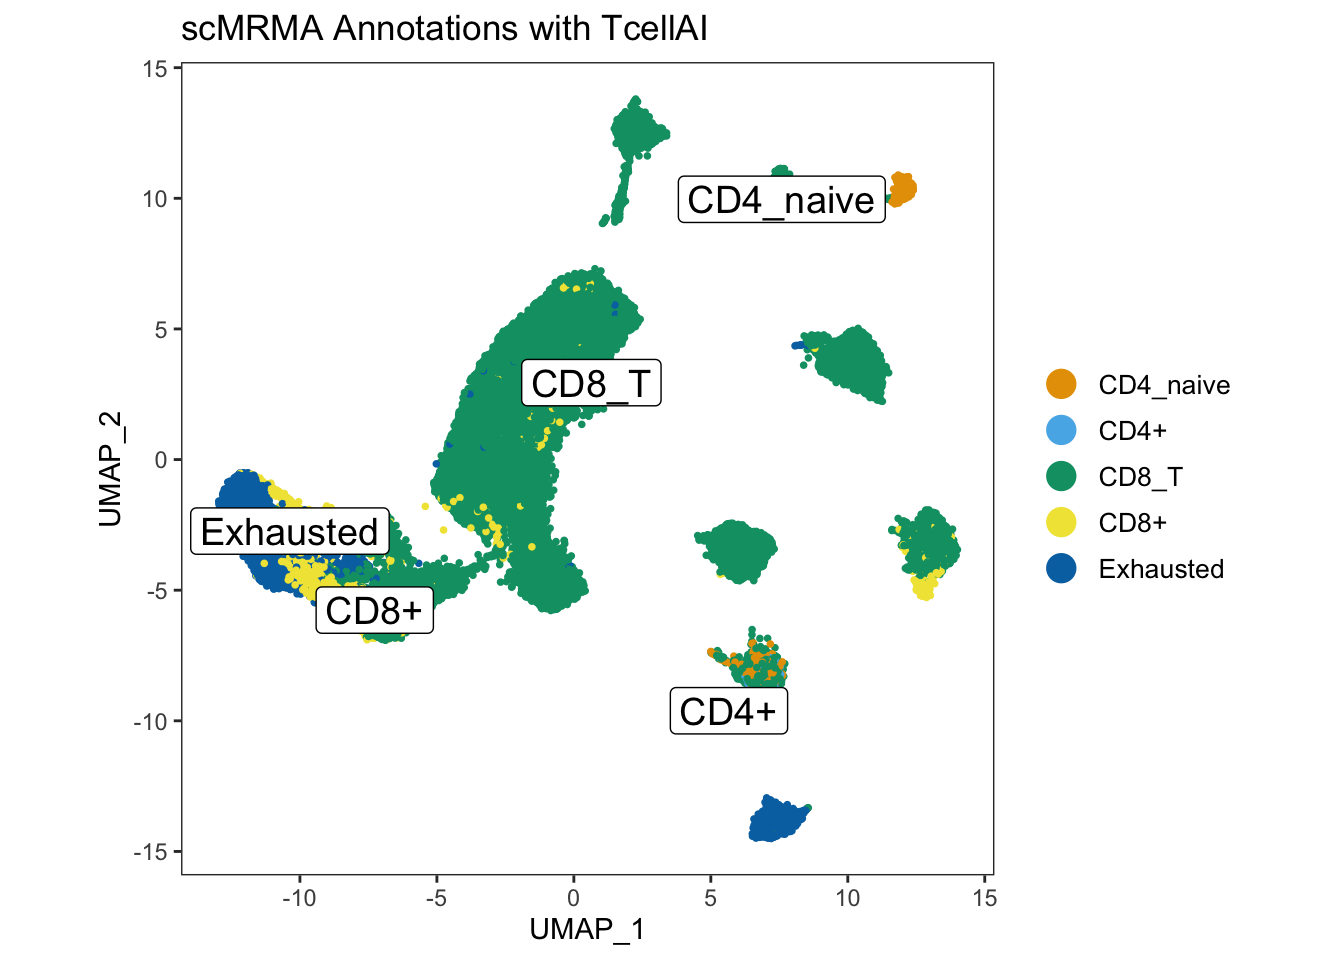 scMRMA Annotations with TcellAI
15
10
5
0
-5
-10
-15
UMAP_2
CD4_naive
CD8_T
Exhausted
CD8+
CD4+
-10
-5
0
5
10
15
UMAP_1
CD4_naive
CD4+
CD8_T
CD8+
Exhausted